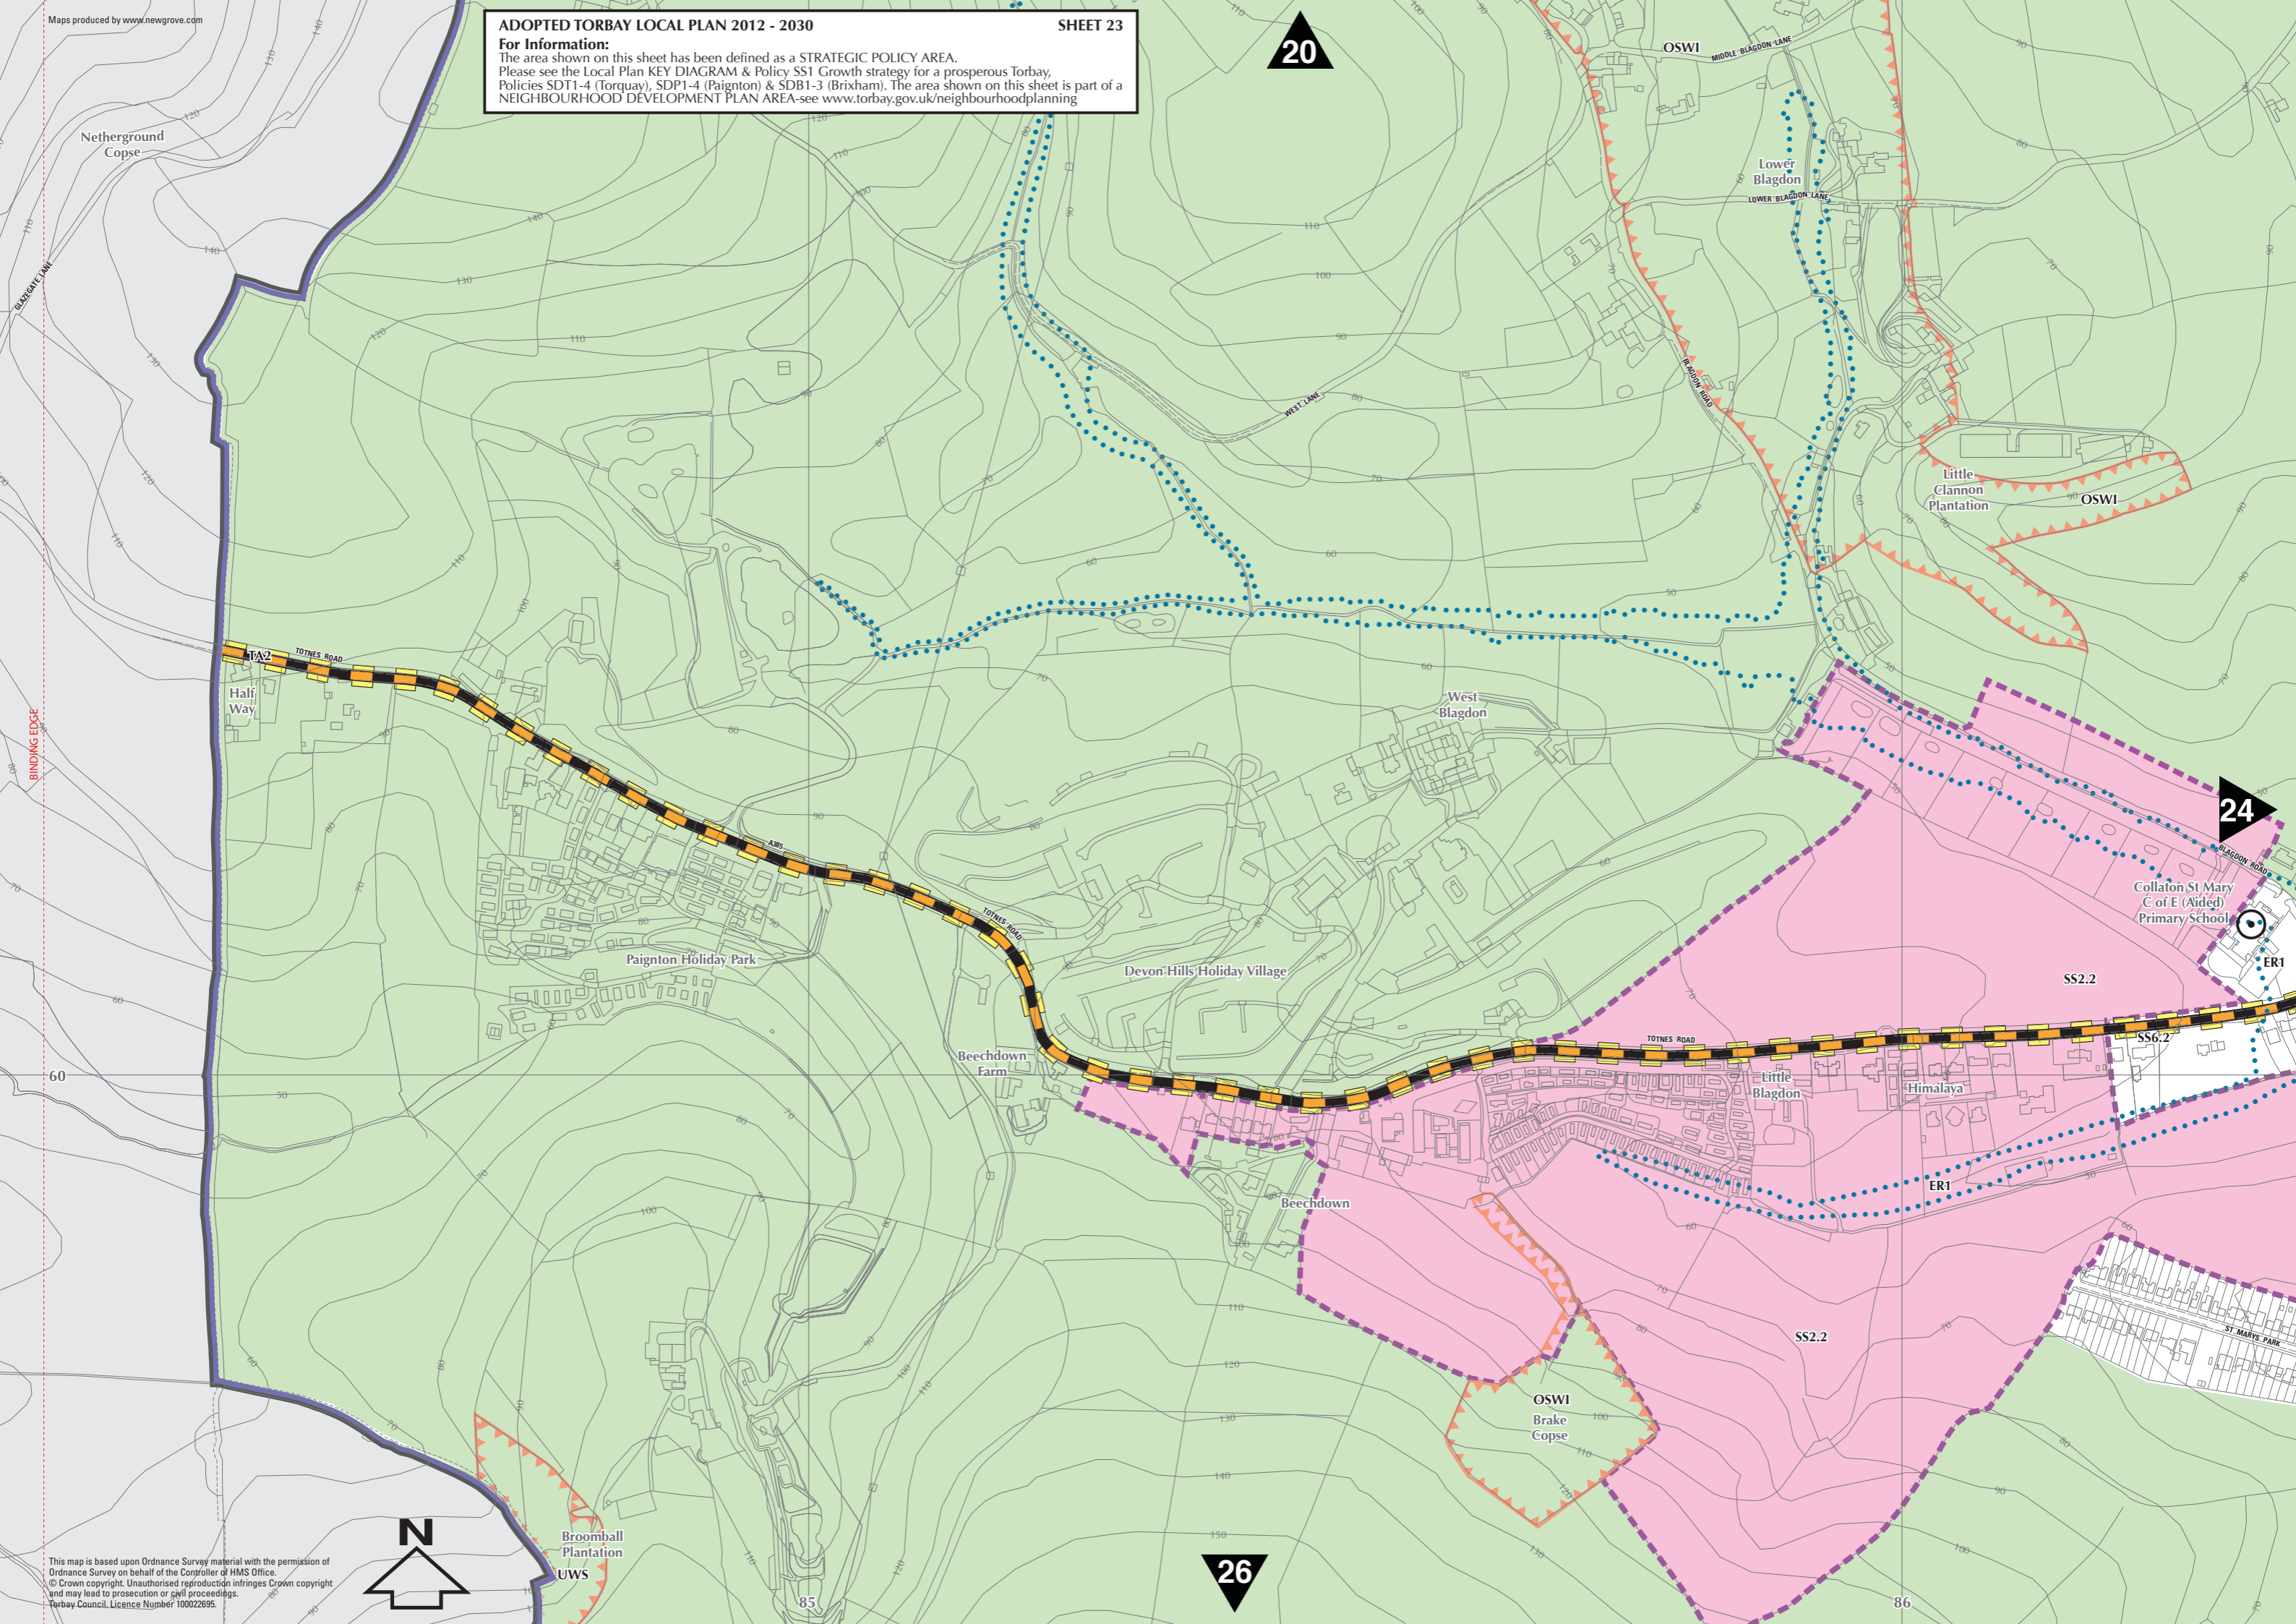 Maps produced by www.newgrove.com
ADOPTED TORBAY LOCAL PLAN 2012 - 2030 SHEET 23
For Information:
The area shown on this sheet has been defined as a STRATEGIC POLICY AREA.
Please see the Local Plan KEY DIAGRAM & Policy SS1 Growth strategy for a prosperous Torbay,
Policies SDT1-4 (Torquay), SDP1-4 (Paignton) & SDB1-3 (Brixham). The area shown on this sheet is part of a
NEIGHBOURHOOD DEVELOPMENT PLAN AREA-see www.torbay.gov.uk/neighbourhoodplanning
20
OSWI
MIDDLE BLAGDON LANE
Netherground
Copse
Lower
Blagdon
LOWER BLAGDON LANE
GLAZEGATE LANE
BLAGDON ROAD
WEST LANE
Little
Clannon
Plantation
OSWI
TA2
TOTNES ROAD
Half
Way
West
Blagdon
BINDING EDGE
24
BLAGDON ROAD
A385
Collaton St Mary
C of E (Aided)
Primary School
TOTNES ROAD
Paignton Holiday Park
Devon Hills Holiday Village
ER1
SS2.2
TOTNES ROAD
SS6.2
Beechdown
Farm
60
Little
Blagdon
Himalaya
ER1
Beechdown
SS2.2
ST MARYS PARK
OSWI
Brake
Copse
N
Broomball
Plantation
UWS
26
85
86
This map is based upon Ordnance Survey material with the permission of
Ordnance Survey on behalf of the Controller of HMS Office.
© Crown copyright. Unauthorised reproduction infringes Crown copyright
and may lead to prosecution or civil proceedings.
Torbay Council. Licence Number 100022695.